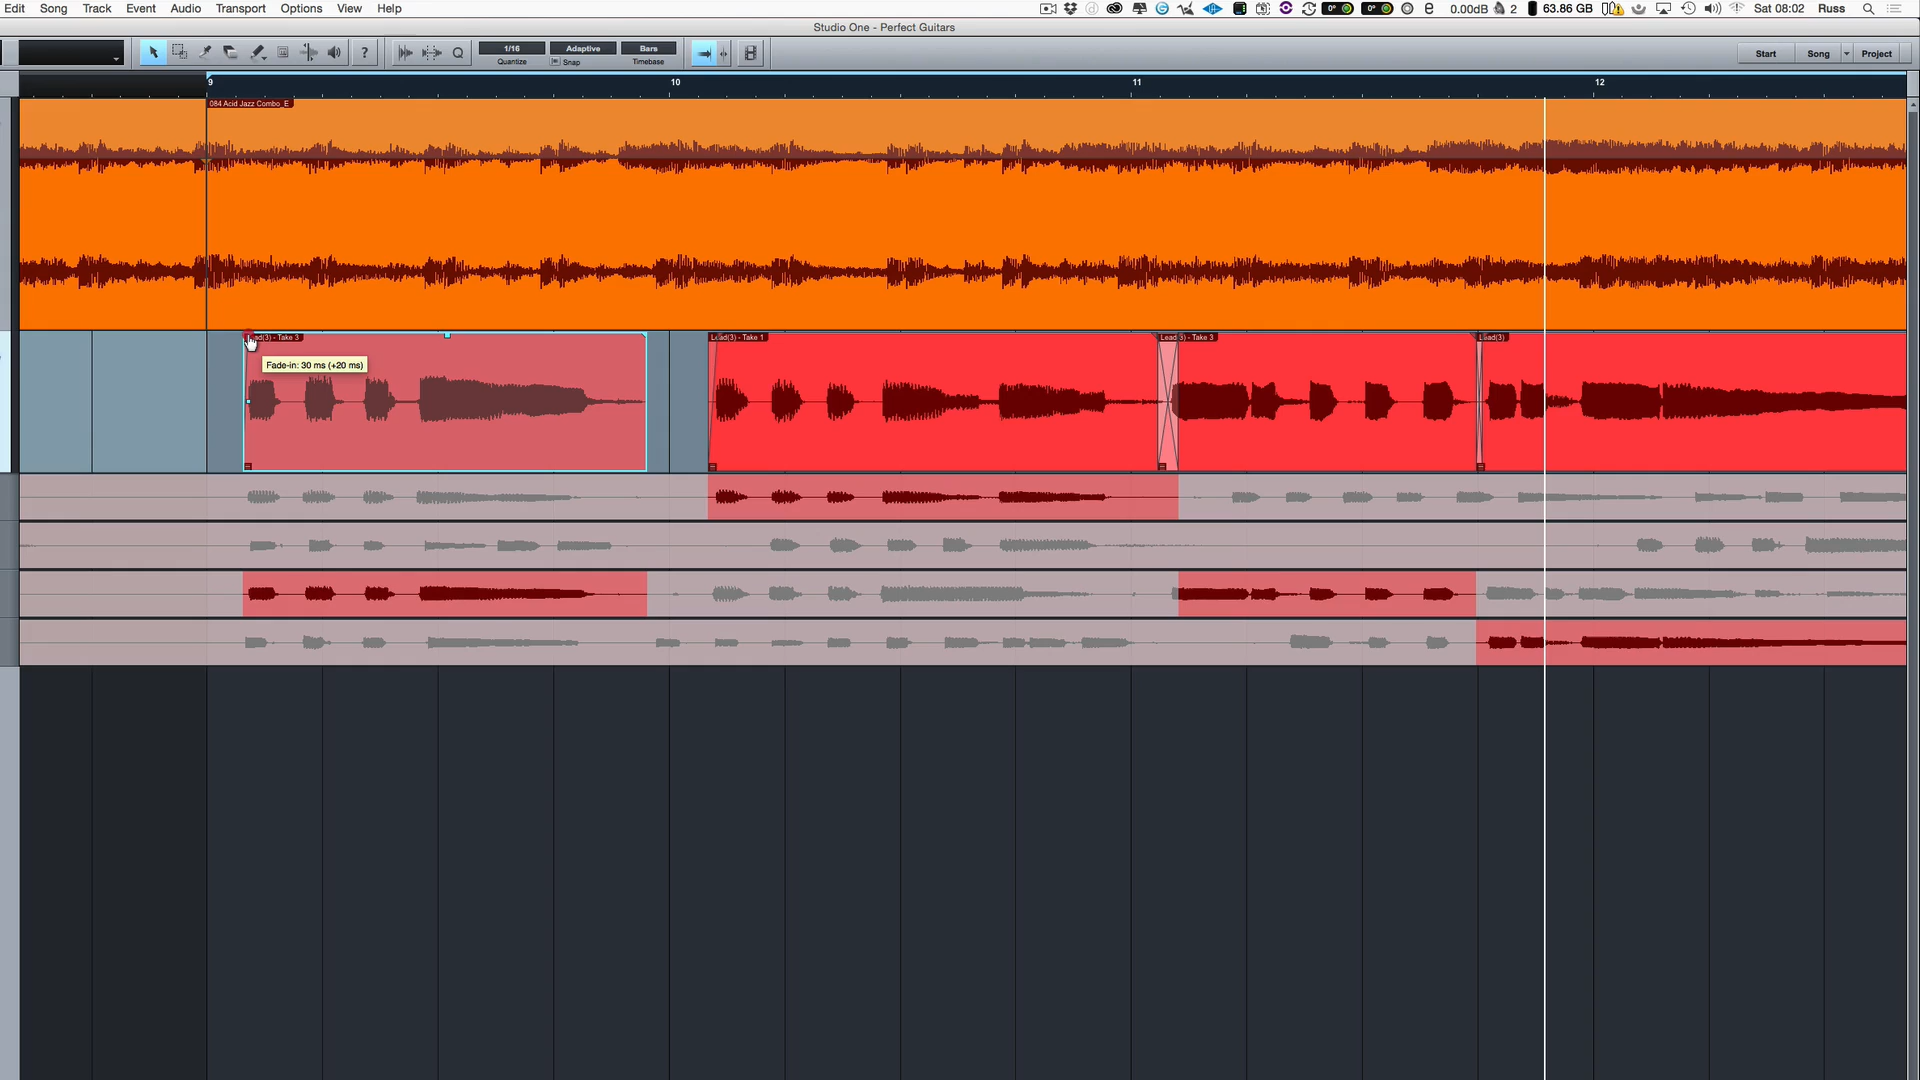 Edit Song Track Event Audio Transport Options View Help 0° 0° 0.00dB 2 63.86 GB Sat 08:02 Russ
Studio One - Perfect Guitars
? Q 1/16 Adaptive Bars Start Song Project
Quantize Snap Timebase
9 10 11 12
084 Acid Jazz Combo_E
ad(3) - Take 3 Lead(3) - Take 1 Lead(3) - Take 3 Lead(3)
Fade-in: 30 ms (+20 ms)